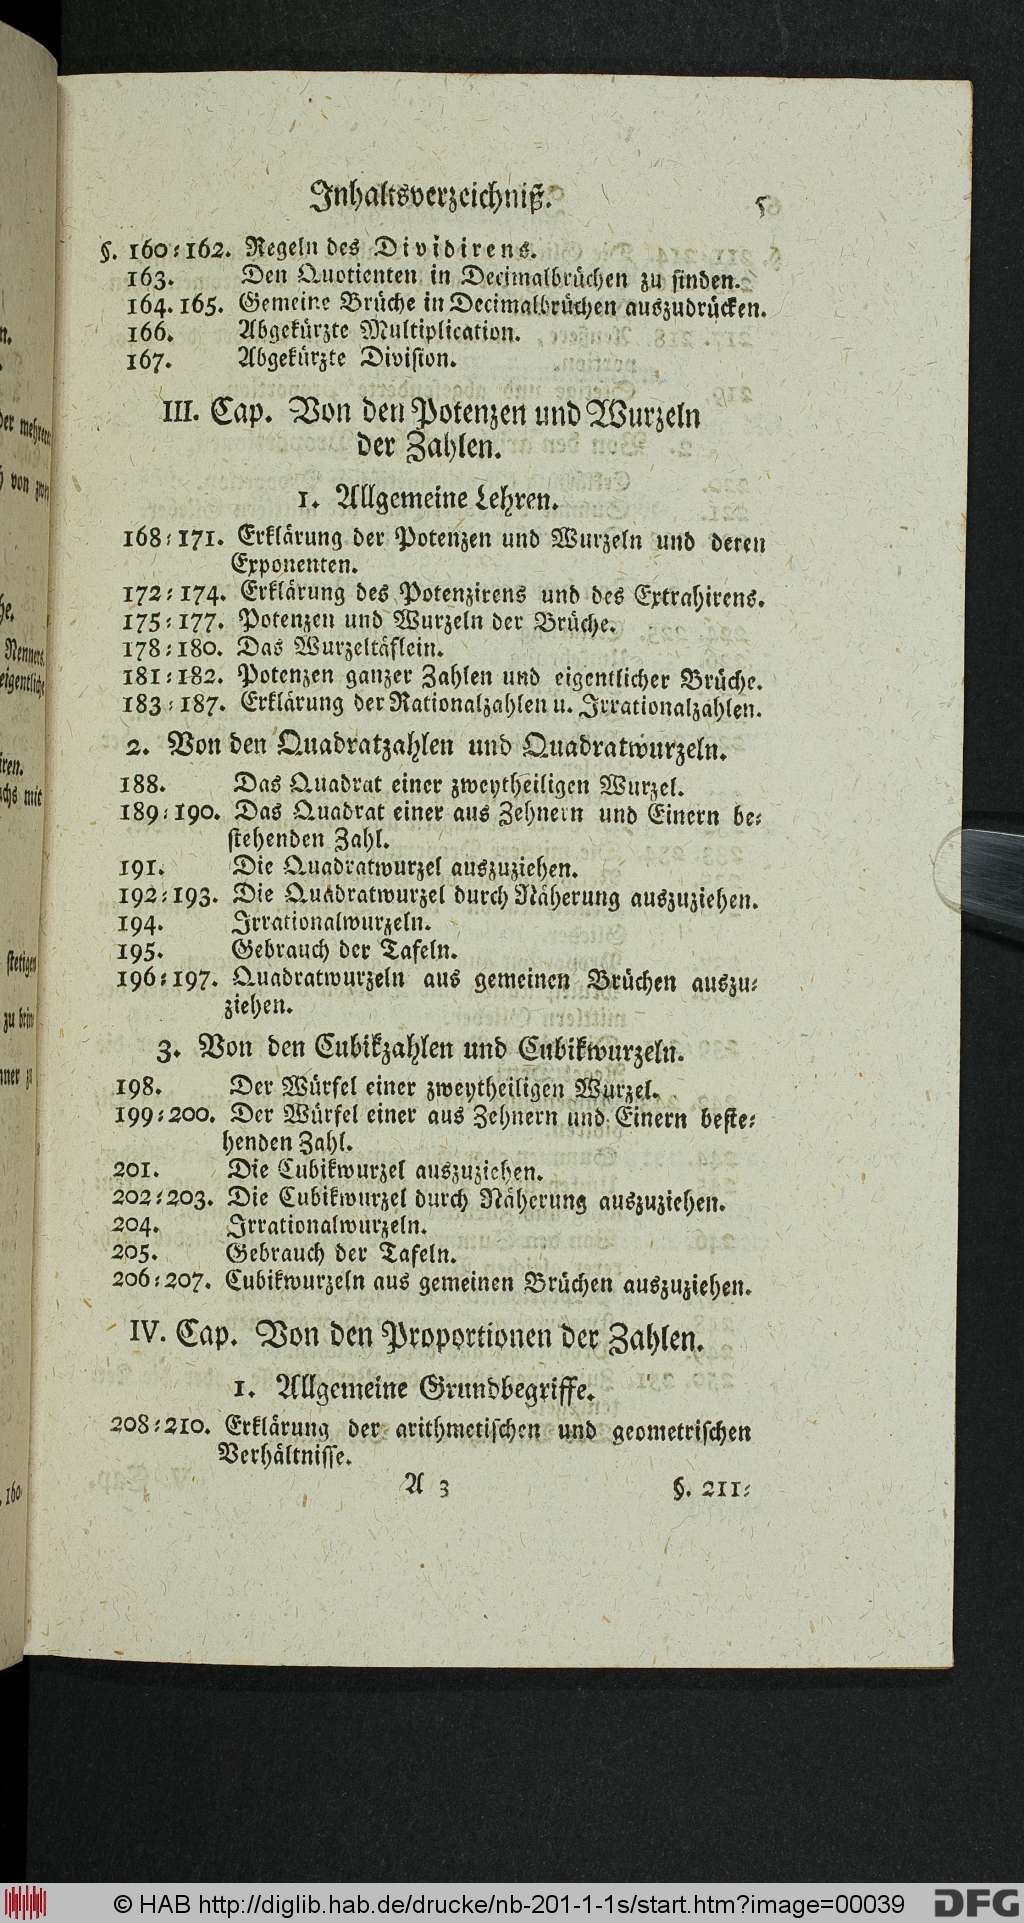 Inhaltsverzeichniß. 5
§. 160-162. Regeln des Dividirens.
163. Den Quotienten in Decimalbrüchen zu finden.
164. 165. Gemeine Brüche in Decimalbrüchen auszudrücken.
166. Abgekürzte Multiplication.
167. Abgekürzte Division.
III. Cap. Von den Potenzen und Wurzeln
der Zahlen.
1. Allgemeine Lehren.
168-171. Erklärung der Potenzen und Wurzeln und deren
Exponenten.
172-174. Erklärung des Potenzirens und des Extrahirens.
175-177. Potenzen und Wurzeln der Brüche.
178-180. Das Wurzeltäflein.
181-182. Potenzen ganzer Zahlen und eigentlicher Brüche.
183-187. Erklärung der Rationalzahlen u. Irrationalzahlen.
2. Von den Quadratzahlen und Quadratwurzeln.
188. Das Quadrat einer zweytheiligen Wurzel.
189-190. Das Quadrat einer aus Zehnern und Einern be-
stehenden Zahl.
191. Die Quadratwurzel auszuziehen.
192-193. Die Quadratwurzel durch Näherung auszuziehen.
194. Irrationalwurzeln.
195. Gebrauch der Tafeln.
196-197. Quadratwurzeln aus gemeinen Brüchen auszu-
ziehen.
3. Von den Cubikzahlen und Cubikwurzeln.
198. Der Würfel einer zweytheiligen Wurzel.
199-200. Der Würfel einer aus Zehnern und Einern beste-
henden Zahl.
201. Die Cubikwurzel auszuziehen.
202-203. Die Cubikwurzel durch Näherung auszuziehen.
204. Irrationalwurzeln.
205. Gebrauch der Tafeln.
206-207. Cubikwurzeln aus gemeinen Brüchen auszuziehen.
IV. Cap. Von den Proportionen der Zahlen.
1. Allgemeine Grundbegriffe.
208-210. Erklärung der arithmetischen und geometrischen
Verhältnisse.
A 3 §. 211-
© HAB http://diglib.hab.de/drucke/nb-201-1-1s/start.htm?image=00039 DFG